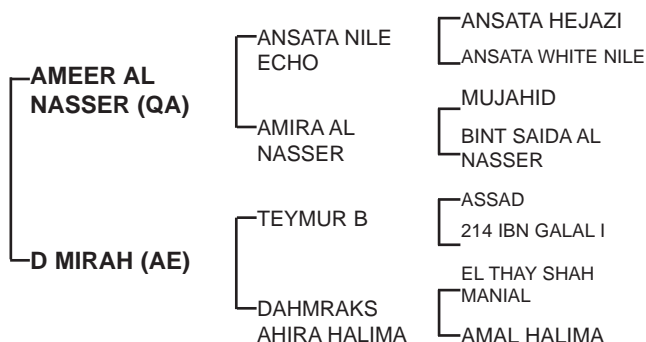 AMEER AL
NASSER (QA)
D MIRAH (AE)
ANSATA NILE
ECHO
AMIRA AL
NASSER
TEYMUR B
DAHMRAKS
AHIRA HALIMA
ANSATA HEJAZI
ANSATA WHITE NILE
MUJAHID
BINT SAIDA AL
NASSER
ASSAD
214 IBN GALAL I
EL THAY SHAH
MANIAL
AMAL HALIMA